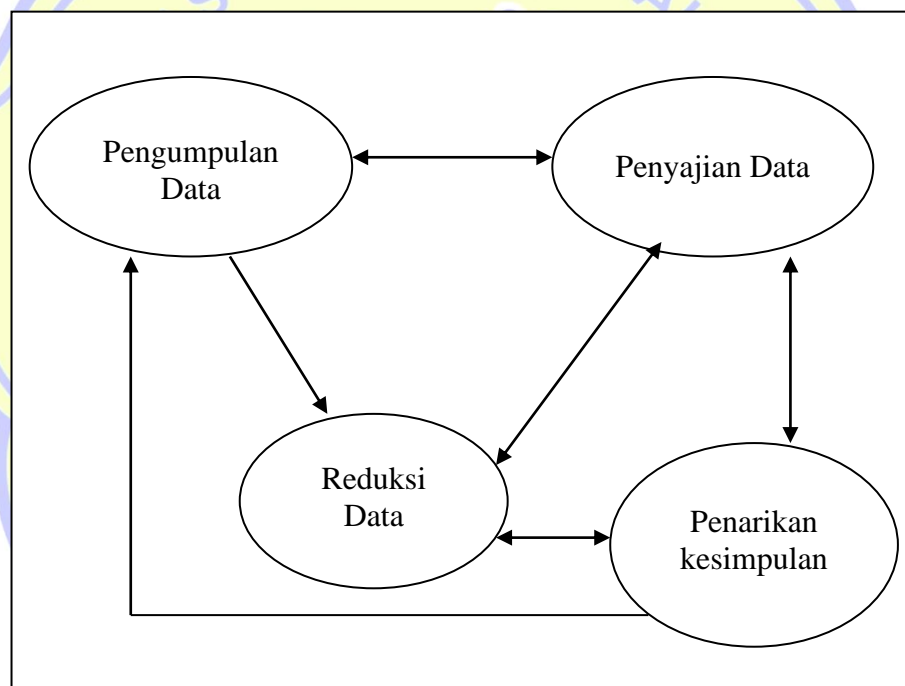 Pengumpulan
Data
Penyajian Data
Reduksi
Data
Penarikan
kesimpulan